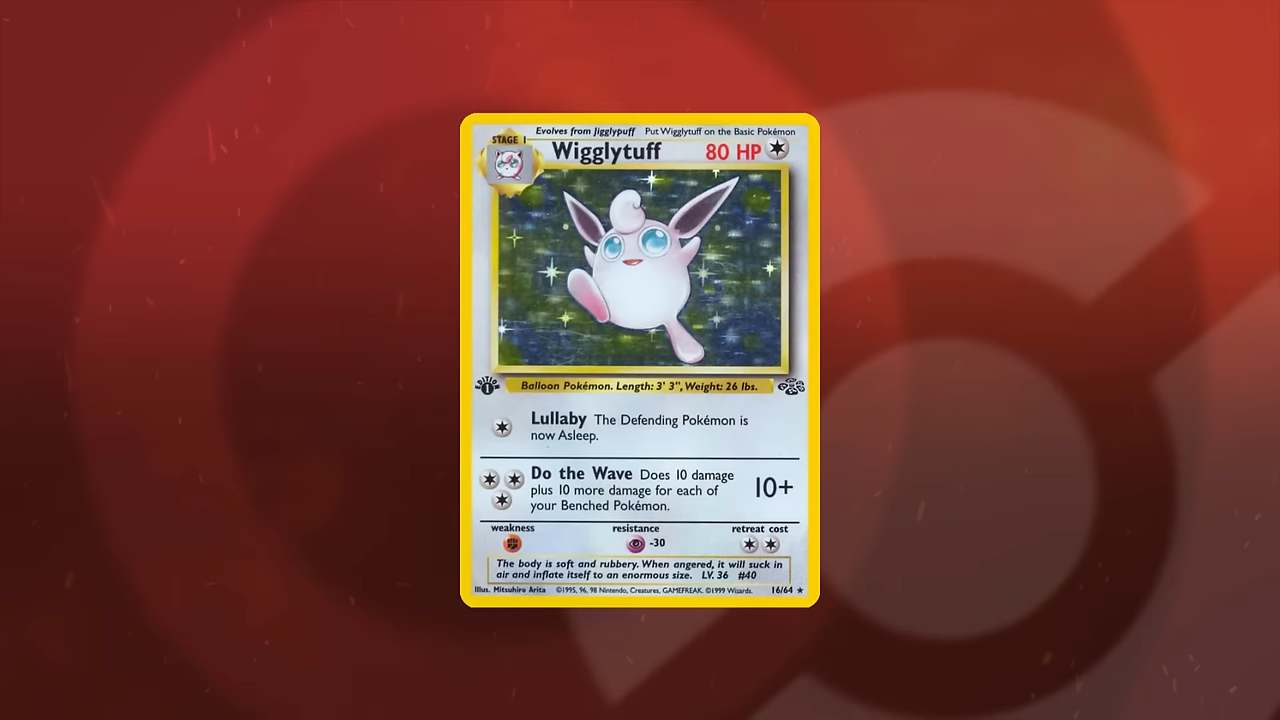 Evolves from Jigglypuff Put Wigglytuff on the Basic Pokémon
STAGE 1
Wigglytuff 80 HP
EDITION 1
Balloon Pokémon. Length: 3' 3", Weight: 26 lbs.
Lullaby The Defending Pokémon is
now Asleep.
Do the Wave Does 10 damage
plus 10 more damage for each of
your Benched Pokémon.
10+
weakness resistance retreat cost
-30
The body is soft and rubbery. When angered, it will suck in
air and inflate itself to an enormous size. LV. 36 #40
Illus. Mitsuhiro Arita ©1995, 96, 98 Nintendo, Creatures, GAMEFREAK. ©1999 Wizards. 16/64 ★